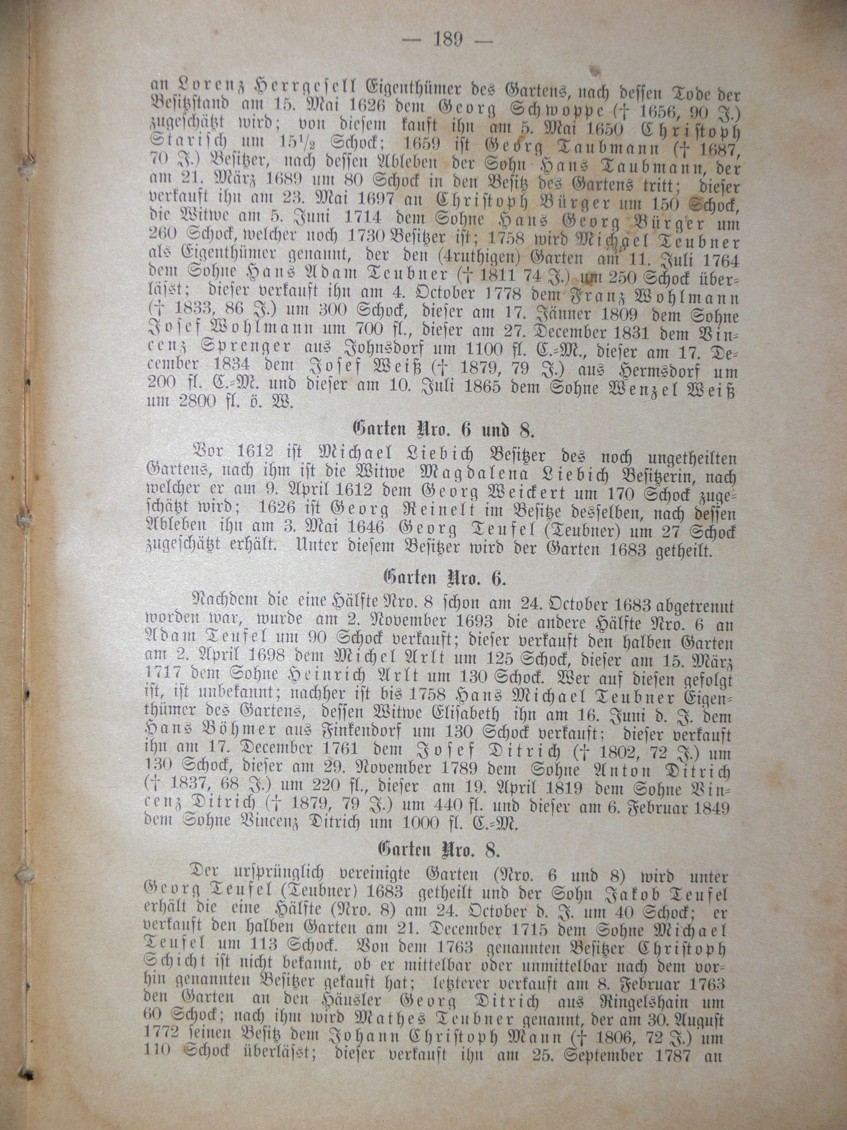 — 189 —
an Lorenz Herrgesell Eigenthümer des Gartens, nach dessen Tode der
Besitzstand am 15. Mai 1626 dem Georg Schwoppe († 1656, 90 J.)
zugeschätzt wird; von diesem kauft ihn am 5. Mai 1650 Christoph
Starisch um 15½ Schock; 1659 ist Georg Taubmann († 1687,
70 J.) Besitzer, nach dessen Ableben der Sohn Hans Taubmann, der
am 21. März 1689 um 80 Schock in den Besitz des Gartens tritt; dieser
verkauft ihn am 23. Mai 1697 an Christoph Bürger um 150 Schock,
die Witwe am 5. Juni 1714 dem Sohne Hans Georg Bürger um
260 Schock, welcher noch 1730 Besitzer ist; 1758 wird Michael Teubner
als Eigenthümer genannt, der den (4ruthigen) Garten am 11. Juli 1764
dem Sohne Hans Adam Teubner († 1811 74 J.) um 250 Schock über-
läßt; dieser verkauft ihn am 4. October 1778 dem Franz Wohlmann
(† 1833, 86 J.) um 300 Schock, dieser am 17. Jänner 1809 dem Sohne
Josef Wohlmann um 700 fl., dieser am 27. December 1831 dem Vin-
cenz Sprenger aus Johnsdorf um 1100 fl. C.-M., dieser am 17. De-
cember 1834 dem Josef Weiß († 1879, 79 J.) aus Hermsdorf um
200 fl. C.-M. und dieser am 10. Juli 1865 dem Sohne Wenzel Weiß
um 2800 fl. ö. W.
Garten Nro. 6 und 8.
Vor 1612 ist Michael Liebich Besitzer des noch ungetheilten
Gartens, nach ihm ist die Witwe Magdalena Liebich Besitzerin, nach
welcher er am 9. April 1612 dem Georg Weickert um 170 Schock zuge-
schätzt wird; 1626 ist Georg Reinelt im Besitze desselben, nach dessen
Ableben ihn am 3. Mai 1646 Georg Teufel (Teubner) um 27 Schock
zugeschätzt erhält. Unter diesem Besitzer wird der Garten 1683 getheilt.
Garten Nro. 6.
Nachdem die eine Hälfte Nro. 8 schon am 24. October 1683 abgetrennt
worden war, wurde am 2. November 1693 die andere Hälfte Nro. 6 an
Adam Teufel um 90 Schock verkauft; dieser verkauft den halben Garten
am 2. April 1698 dem Michel Arlt um 125 Schock, dieser am 15. März
1717 dem Sohne Heinrich Arlt um 130 Schock. Wer auf diesen gefolgt
ist, ist unbekannt; nachher ist bis 1758 Hans Michael Teubner Eigen-
thümer des Gartens, dessen Witwe Elisabeth ihn am 16. Juni d. J. dem
Hans Böhmer aus Finkendorf um 130 Schock verkauft; dieser verkauft
ihn am 17. December 1761 dem Josef Ditrich († 1802, 72 J.) um
130 Schock, dieser am 29. November 1789 dem Sohne Anton Ditrich
(† 1837, 68 J.) um 220 fl., dieser am 19. April 1819 dem Sohne Vin-
cenz Ditrich († 1879, 79 J.) um 440 fl. und dieser am 6. Februar 1849
dem Sohne Vincenz Ditrich um 1000 fl. C.-M.
Garten Nro. 8.
Der ursprünglich vereinigte Garten (Nro. 6 und 8) wird unter
Georg Teufel (Teubner) 1683 getheilt und der Sohn Jakob Teufel
erhält die eine Hälfte (Nro. 8) am 24. October d. J. um 40 Schock; er
verkauft den halben Garten am 21. December 1715 dem Sohne Michael
Teufel um 113 Schock. Von dem 1763 genannten Besitzer Christoph
Schicht ist nicht bekannt, ob er mittelbar oder unmittelbar nach dem vor-
hin genannten Besitzer gekauft hat; letzterer verkauft am 8. Februar 1763
den Garten an den Häusler Georg Ditrich aus Ringelshain um
60 Schock; nach ihm wird Mathes Teubner genannt, der am 30. August
1772 seinen Besitz dem Johann Christoph Mann († 1806, 72 J.) um
110 Schock überläßt; dieser verkauft ihn am 25. September 1787 an